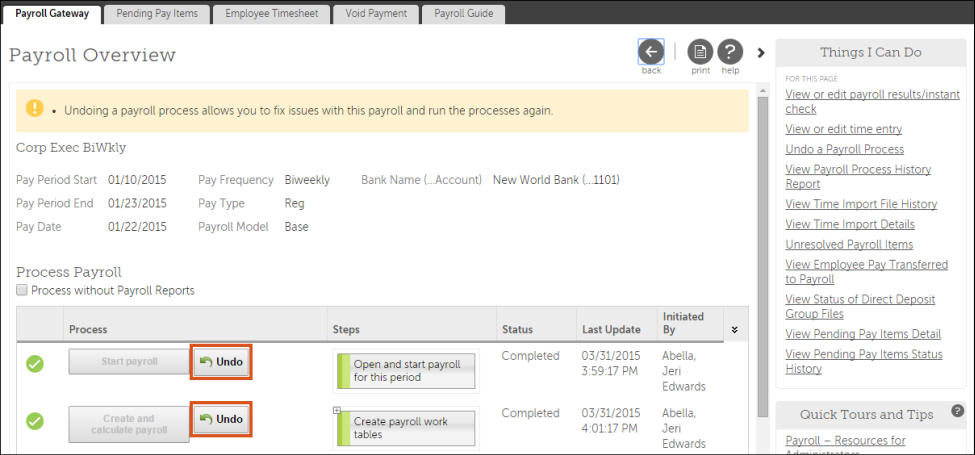 Payroll Gateway
Pending Pay Items
Employee Timesheet
Void Payment
Payroll Guide
Payroll Overview
back
print
help
Undoing a payroll process allows you to fix issues with this payroll and run the processes again.
Corp Exec BiWkly
Pay Period Start 01/10/2015 Pay Frequency Biweekly Bank Name (...Account) New World Bank (...1101)
Pay Period End 01/23/2015 Pay Type Reg
Pay Date 01/22/2015 Payroll Model Base
Process Payroll
Process without Payroll Reports
Process
Steps
Status
Last Update
Initiated
By
Start payroll
Undo
Open and start payroll
for this period
Completed
03/31/2015
3:59:17 PM
Abella,
Jeri
Edwards
Create and
calculate payroll
Undo
Create payroll work
tables
Completed
03/31/2015
4:01:17 PM
Abella,
Jeri
Edwards
Things I Can Do
FOR THIS PAGE
View or edit payroll results/instant
check
View or edit time entry
Undo a Payroll Process
View Payroll Process History
Report
View Time Import File History
View Time Import Details
Unresolved Payroll Items
View Employee Pay Transferred
to Payroll
View Status of Direct Deposit
Group Files
View Pending Pay Items Detail
View Pending Pay Items Status
History
Quick Tours and Tips
Payroll – Resources for
Administrators